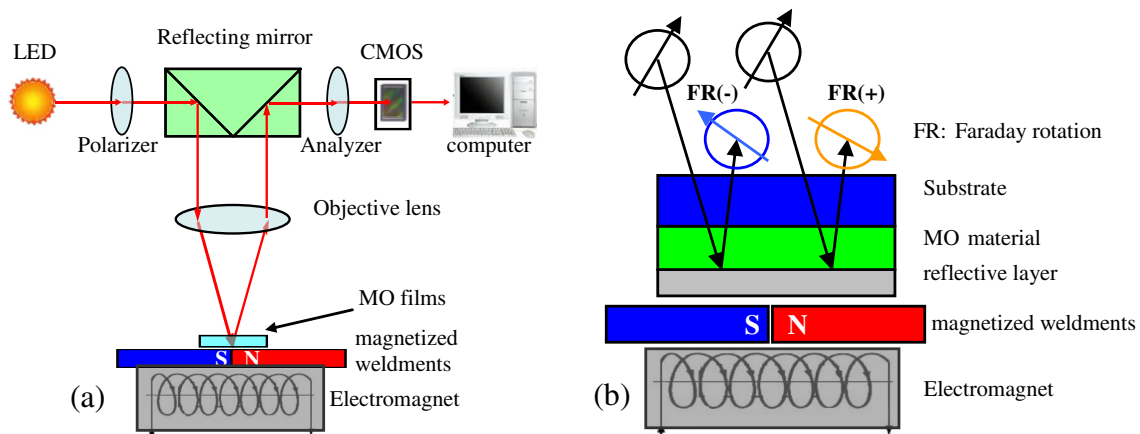 LED
Reflecting mirror
CMOS
Polarizer
Analyzer
computer
Objective lens
MO films
magnetized
weldments
S N
Electromagnet
(a)
FR(-)
FR(+)
FR: Faraday rotation
Substrate
MO material
reflective layer
S N
magnetized weldments
Electromagnet
(b)